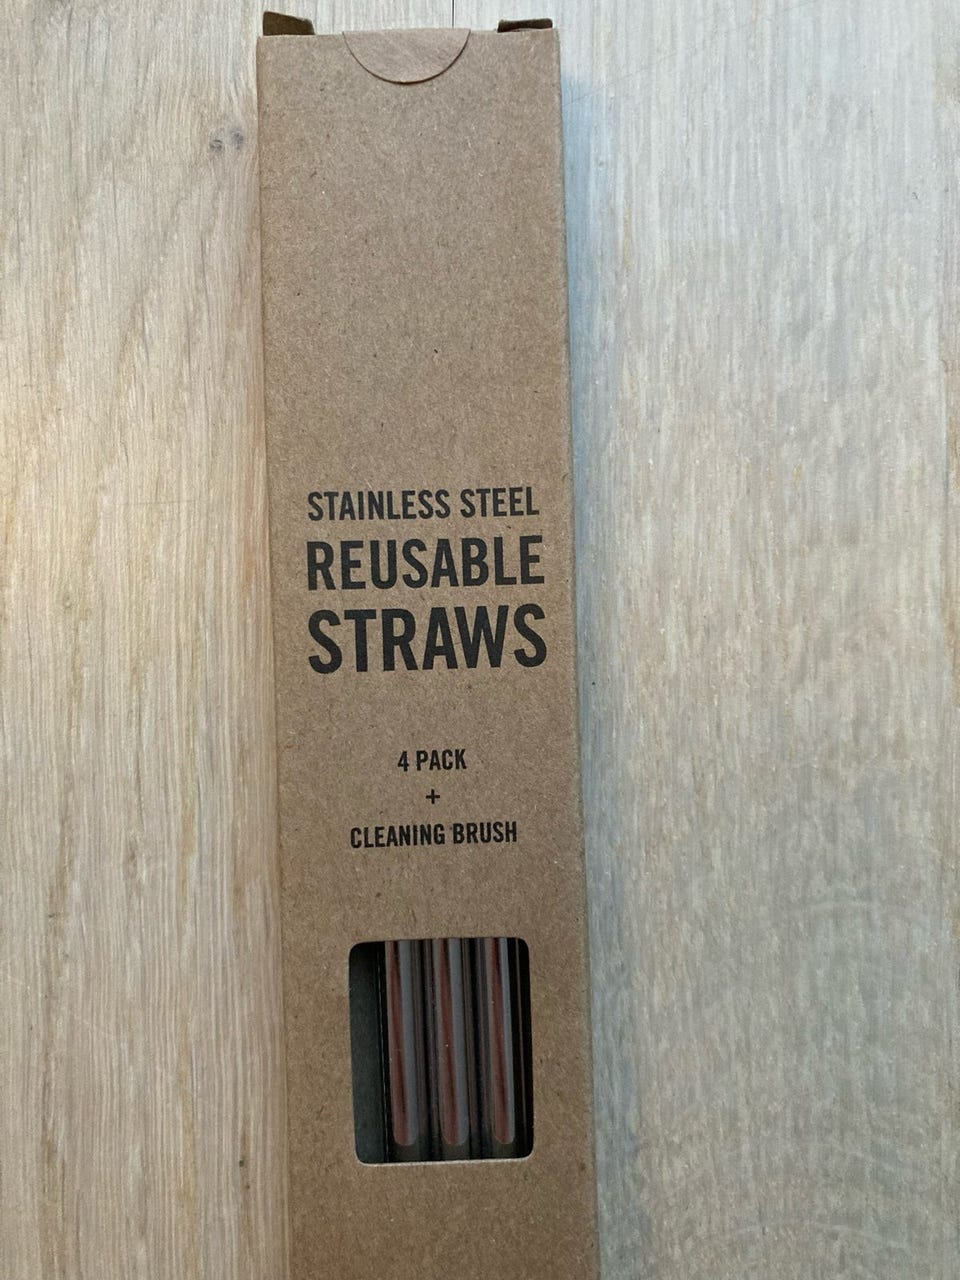 STAINLESS STEEL
REUSABLE
STRAWS
4 PACK
+
CLEANING BRUSH